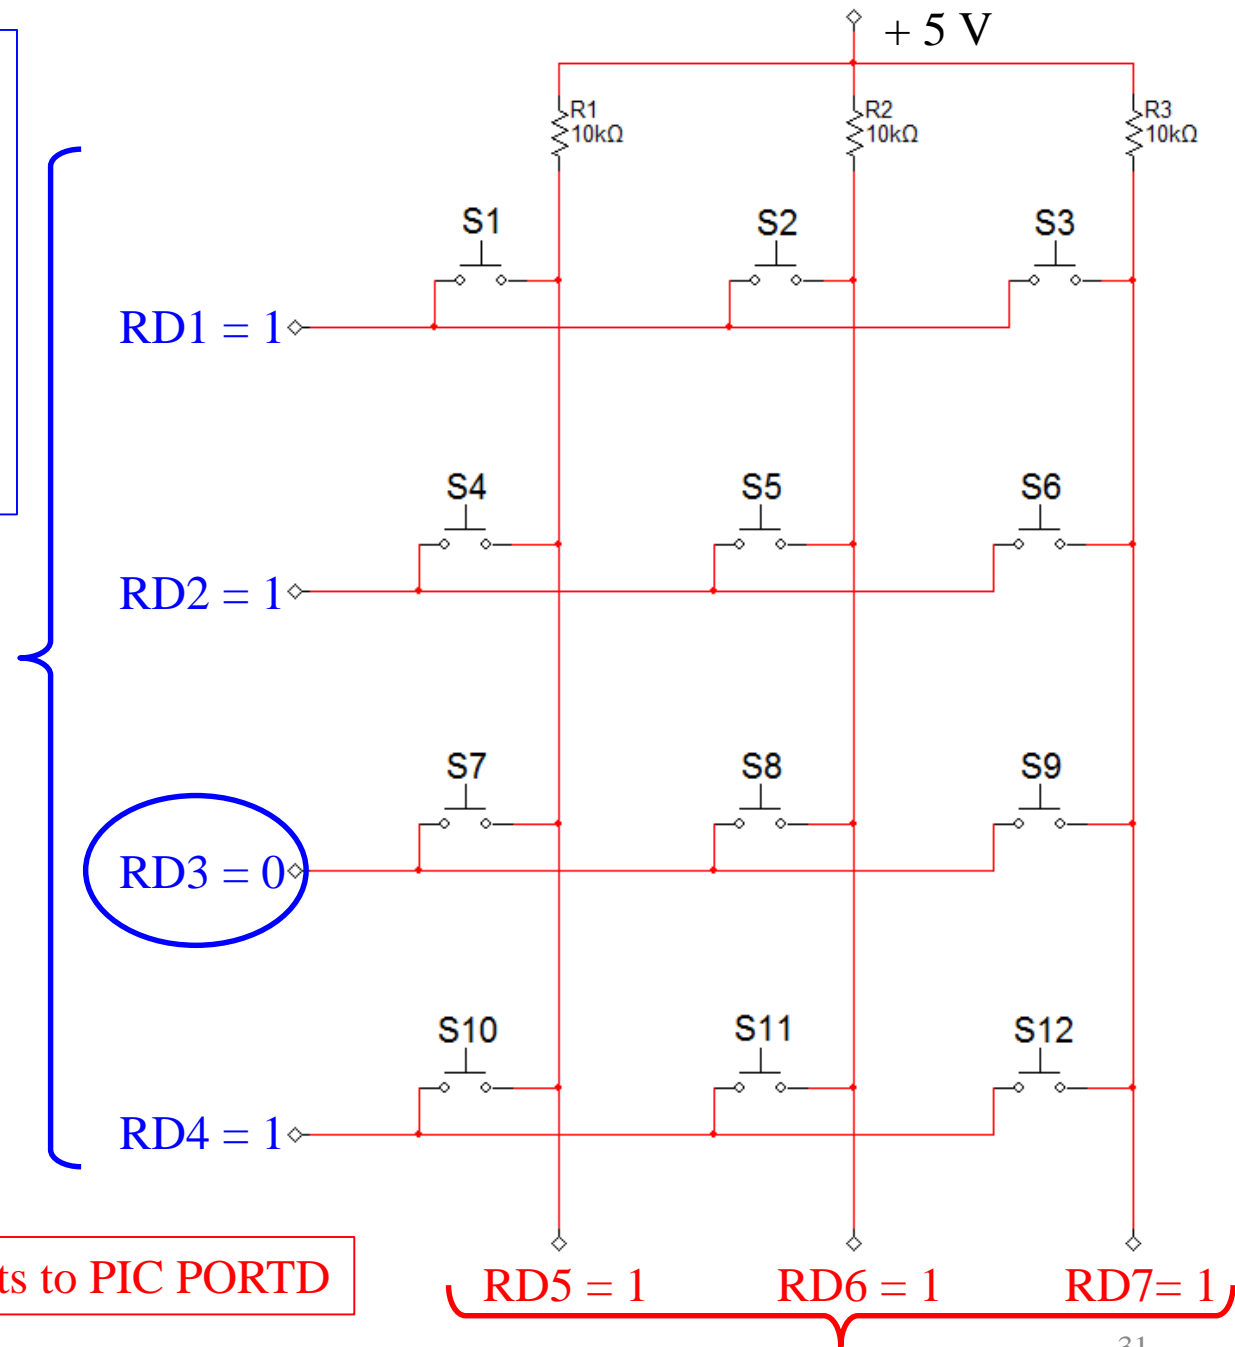 + 5 V
R1
10kΩ
R2
10kΩ
R3
10kΩ
S1
S2
S3
RD1 = 1
S4
S5
S6
RD2 = 1
S7
S8
S9
RD3 = 0
S10
S11
S12
RD4 = 1
ts to PIC PORTD
RD5 = 1
RD6 = 1
RD7= 1
31